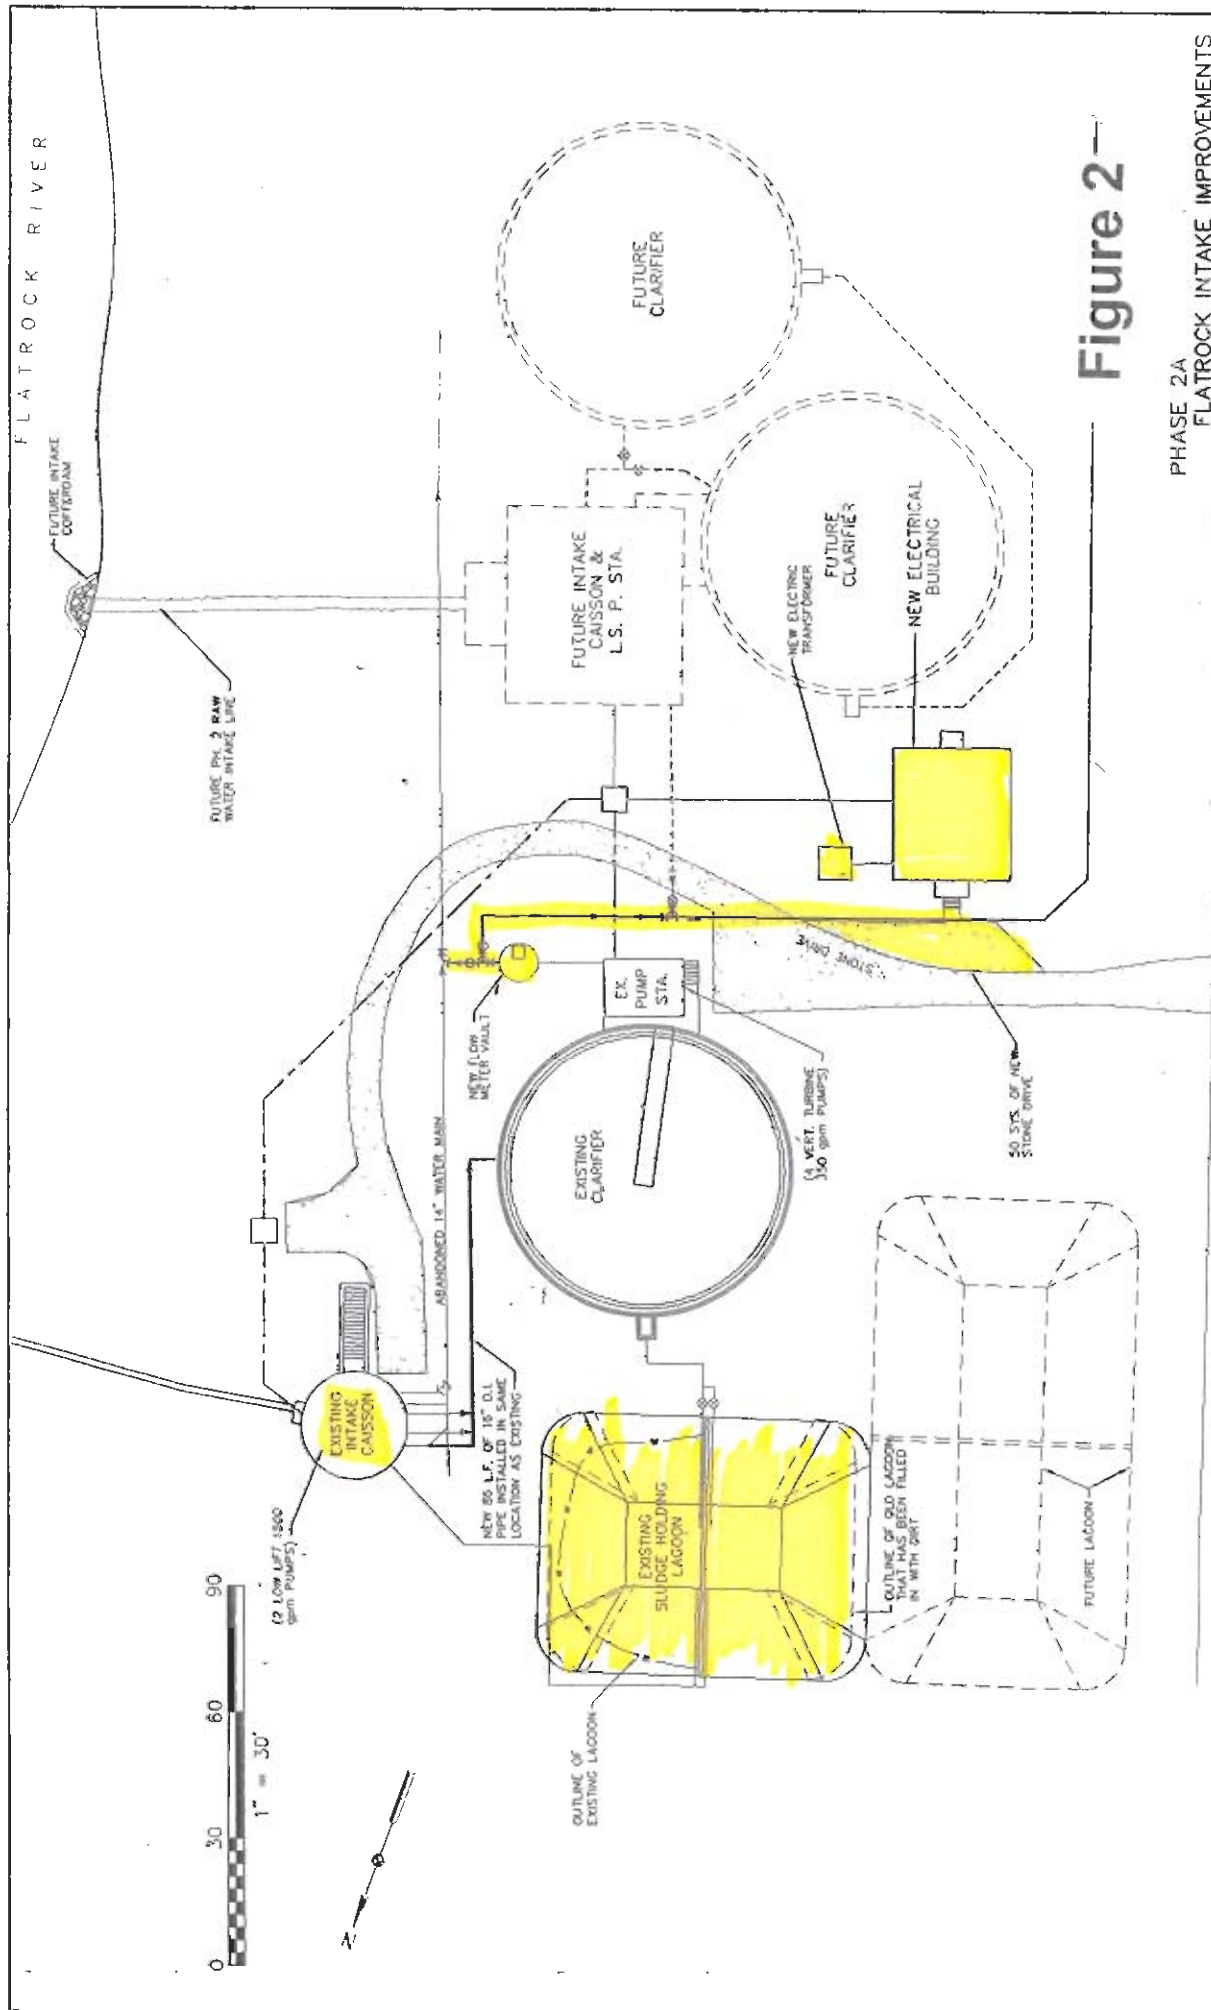 FLATROCK RIVER
FUTURE INTAKE
COFFERDAM
FUTURE PH. 2 RAW
WATER INTAKE LINE
FUTURE
CLARIFIER
FUTURE INTAKE
CAISSON &
L.S. P. STA.
FUTURE
CLARIFIER
NEW ELECTRIC
TRANSFORMER
NEW ELECTRICAL
BUILDING
Figure 2
PHASE 2A
FLATROCK INTAKE IMPROVEMENTS
NEW FLOW
METER VAULT
EX.
PUMP
STA.
STONE DRIVE
ABANDONED 14" WATER MAIN
EXISTING
CLARIFIER
(4 VERT. TURBINE
350 gpm PUMPS)
50 SYS. OF NEW
STONE DRIVE
EXISTING
INTAKE
CAISSON
(2 LOW LIFT 1500
gpm PUMPS)
NEW 86 L.F. OF 16" D.I.
PIPE INSTALLED IN SAME
LOCATION AS EXISTING
EXISTING
SLUDGE HOLDING
LAGOON
OUTLINE OF OLD LAGOON
THAT HAS BEEN FILLED
IN WITH DIRT
FUTURE LAGOON
OUTLINE OF
EXISTING LAGOON
0 30 60 90
1" = 30'
N